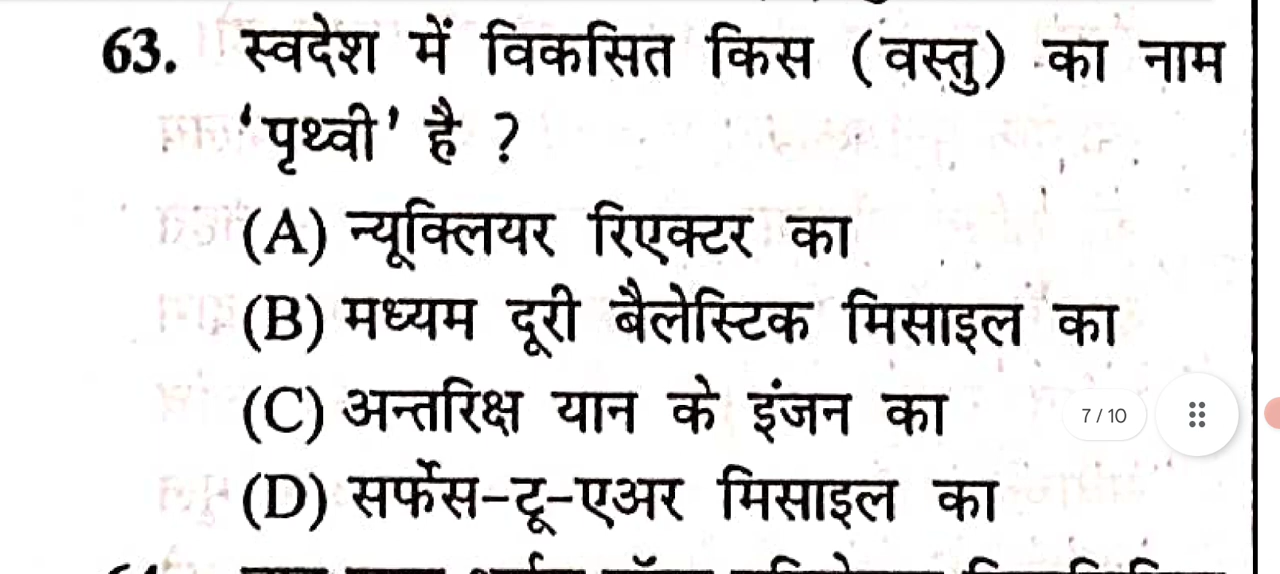 63. स्वदेश में विकसित किस (वस्तु) का नाम
‘पृथ्वी’ है ?
(A) न्यूक्लियर रिएक्टर का
(B) मध्यम दूरी बैलेस्टिक मिसाइल का
(C) अन्तरिक्ष यान के इंजन का
7 / 10
(D) सर्फेस-टू-एअर मिसाइल का